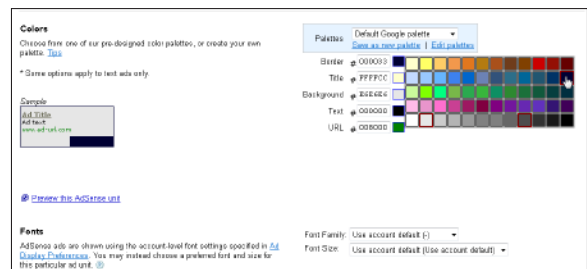 Colors
Choose from one of our pre-designed color palettes, or create your own
palette. Tips
* Some options apply to text ads only.
Sample
Ad Title
Ad text
www.ad-url.com
Preview this AdSense unit
Palettes Default Google palette
Save as new palette | Edit palettes
Border # 000033
Title # FFFFCC
Background # E6E6E6
Text # 000000
URL # 008000
Fonts
AdSense ads are shown using the account-level font settings specified in Ad
Display Preferences. You may instead choose a preferred font and size for
this particular ad unit.
Font Family: Use account default (-)
Font Size: Use account default (Use account default)